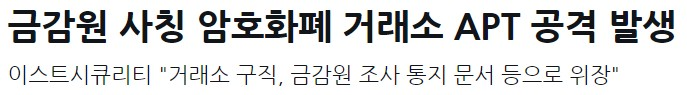 금감원 사칭 암호화폐 거래소 APT 공격 발생
이스트시큐리티 "거래소 구직, 금감원 조사 통지 문서 등으로 위장"